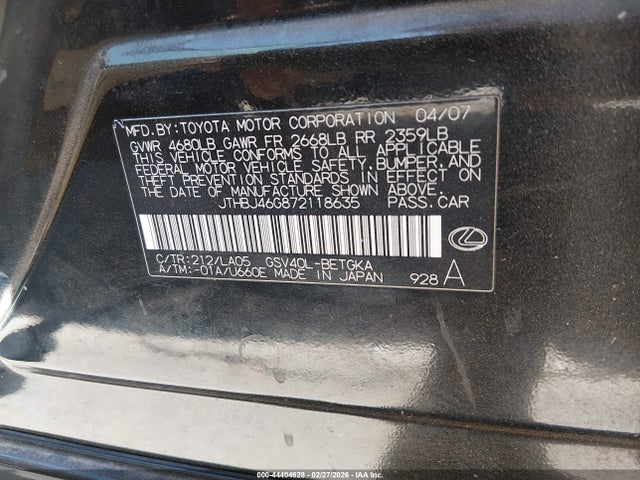 MFD.BY:TOYOTA MOTOR CORPORATION 04/07
GVWR 4680LB GAWR FR 2668LB RR 2359LB
THIS VEHICLE CONFORMS TO ALL APPLICABLE
FEDERAL MOTOR VEHICLE SAFETY, BUMPER, AND
THEFT PREVENTION STANDARDS IN EFFECT ON
THE DATE OF MANUFACTURE SHOWN ABOVE.
JTHBJ46G872118635 PASS.CAR
C/TR:212/LA05 GSV40L-BETGKA
A/TM:-01A/U660E MADE IN JAPAN 928 A
000-44404628 - 02/27/2026 - IAAI.COM